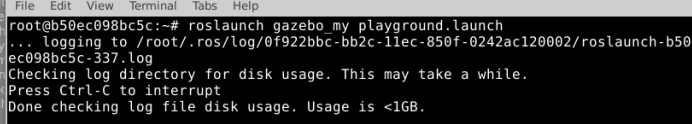 File Edit View Terminal Tabs Help
root@b50ec098bc5c:~# roslaunch gazebo_my playground.launch
... logging to /root/.ros/log/0f922bbc-bb2c-11ec-850f-0242ac120002/roslaunch-b50
ec098bc5c-337.log
Checking log directory for disk usage. This may take a while.
Press Ctrl-C to interrupt
Done checking log file disk usage. Usage is <1GB.